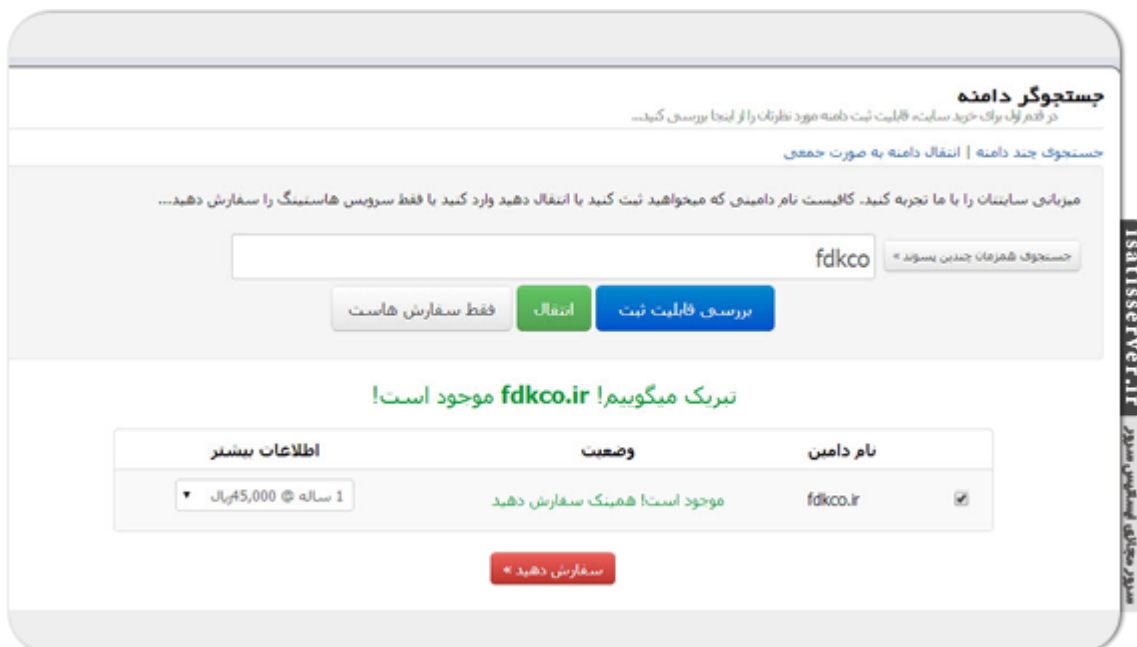 جستجوگر دامنه
در قدم اول برای خرید سایت، قابلیت ثبت دامنه مورد نظرتان را از اینجا بررسی کنید...
جستجوی چند دامنه | انتقال دامنه به صورت جمعی
میزبانی سایتتان را با ما تجربه کنید. کافیست نام دامینی که میخواهید ثبت کنید یا انتقال دهید وارد کنید یا فقط سرویس هاستینگ را سفارش دهید...
جستجوی همزمان چندین پسوند »
fdkco
بررسی قابلیت ثبت
انتقال
فقط سفارش هاست
تبریک میگوییم! fdkco.ir موجود است!
نام دامین وضعیت اطلاعات بیشتر
fdkco.ir موجود است! همینک سفارش دهید 1 ساله @ 45,000ریال
سفارش دهید »
isatisserver.ir
سرور مجازی ایساتیس سرور